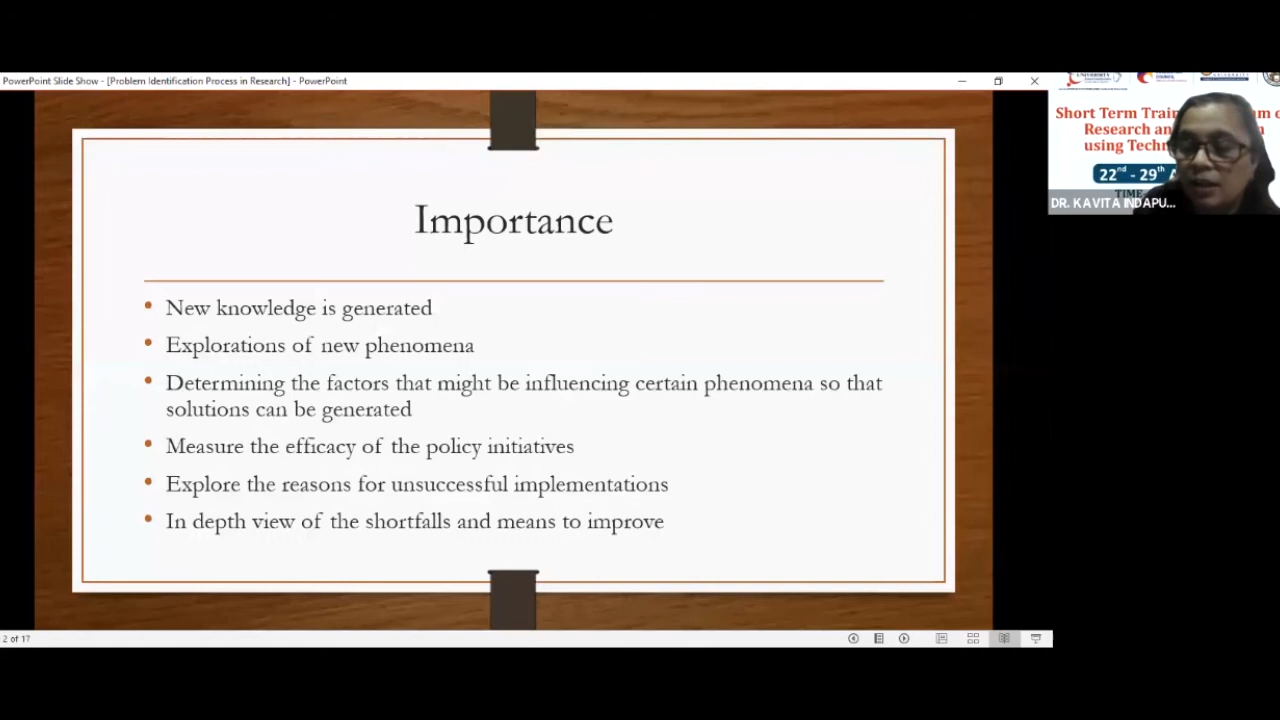 PowerPoint Slide Show - [Problem Identification Process in Research] - PowerPoint
Importance
• New knowledge is generated
• Explorations of new phenomena
• Determining the factors that might be influencing certain phenomena so that
solutions can be generated
• Measure the efficacy of the policy initiatives
• Explore the reasons for unsuccessful implementations
• In depth view of the shortfalls and means to improve
2 of 17
Short Term
Research
using
22nd - 29th
TIME
DR. KAVITA INDAPU...